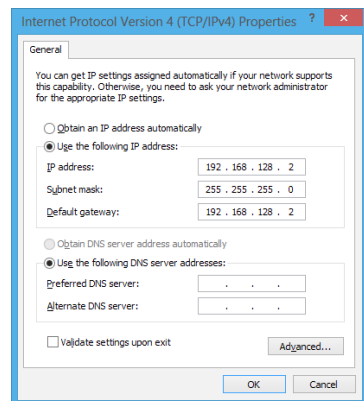 Internet Protocol Version 4 (TCP/IPv4) Properties ? ×
General
You can get IP settings assigned automatically if your network supports
this capability. Otherwise, you need to ask your network administrator
for the appropriate IP settings.
Obtain an IP address automatically
Use the following IP address:
IP address: 192 . 168 . 128 . 2
Subnet mask: 255 . 255 . 255 . 0
Default gateway: 192 . 168 . 128 . 2
Obtain DNS server address automatically
Use the following DNS server addresses:
Preferred DNS server: . . .
Alternate DNS server: . . .
Validate settings upon exit
Advanced...
OK Cancel